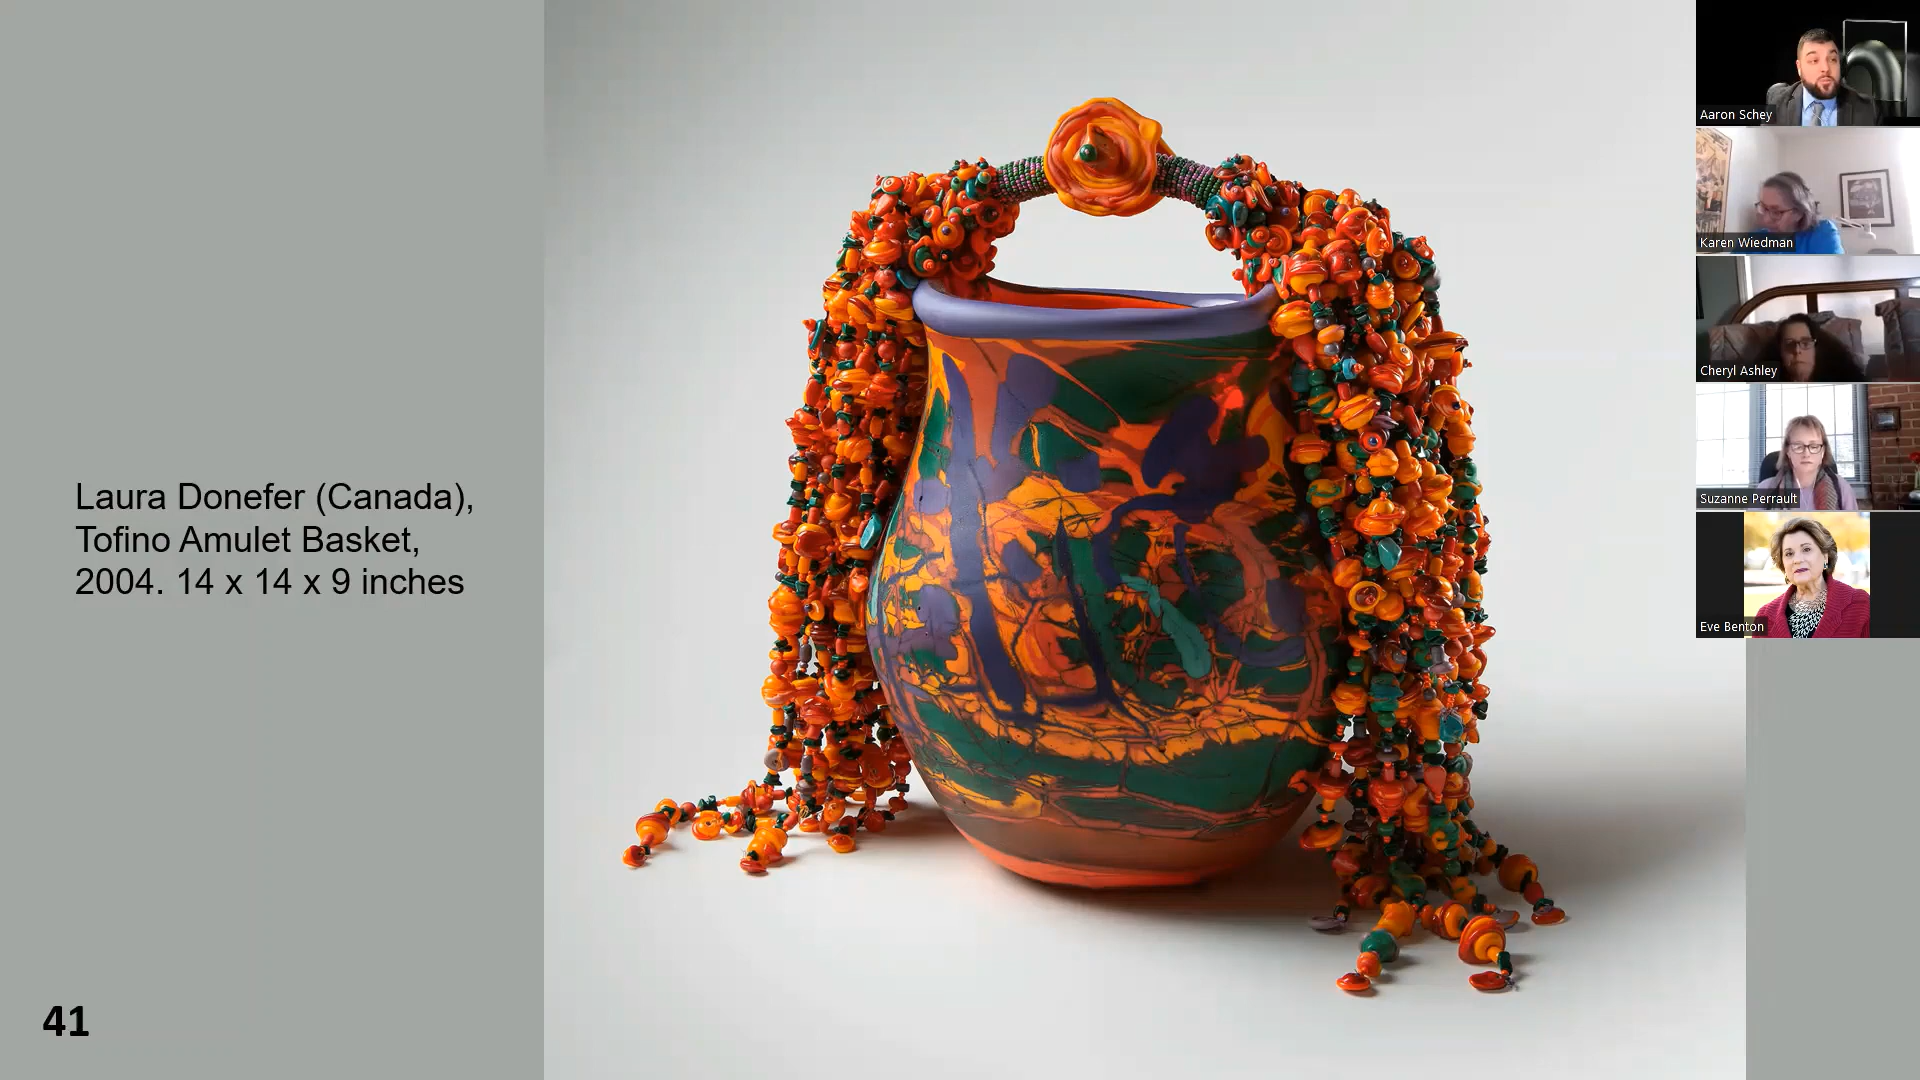 Laura Donefer (Canada),
Tofino Amulet Basket,
2004. 14 x 14 x 9 inches
41
Aaron Schey
Karen Wiedman
Cheryl Ashley
Suzanne Perrault
Eve Benton